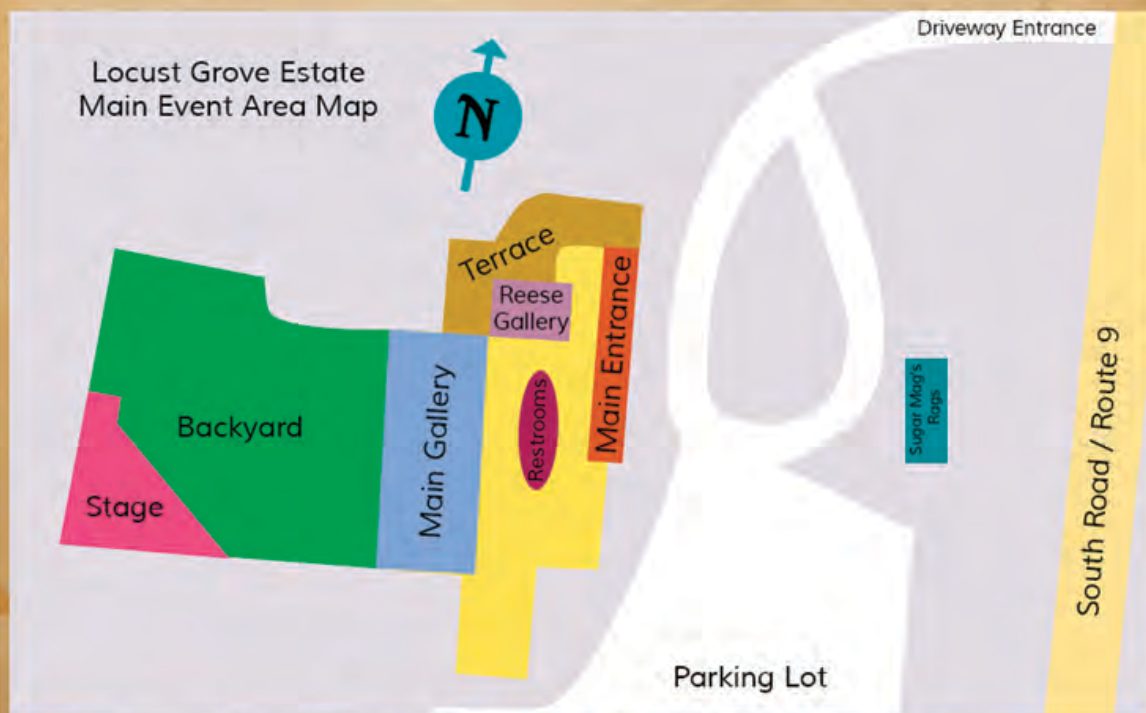 Locust Grove Estate
Main Event Area Map
N
Driveway Entrance
Terrace
Reese
Gallery
Main Entrance
Backyard
Main Gallery
Restrooms
Stage
Sugar Mag's
Rags
South Road / Route 9
Parking Lot